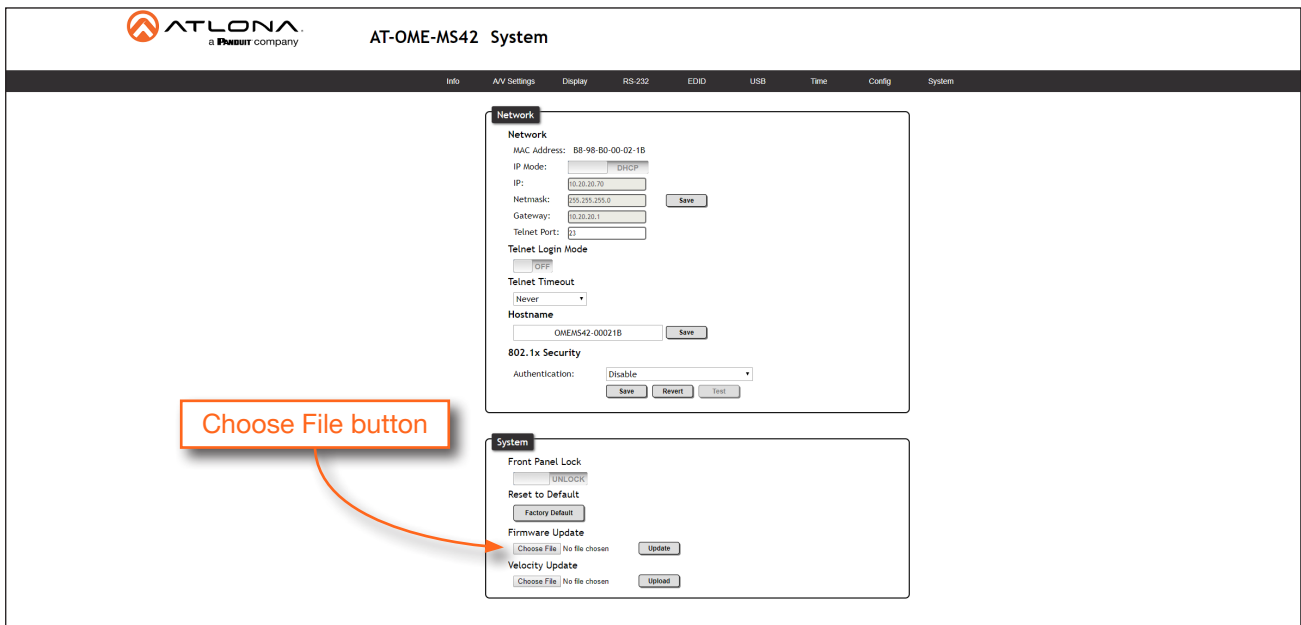 ATLONA.
a PANDUIT company
AT-OME-MS42 System
Info A/V Settings Display RS-232 EDID USB Time Config System
Network
Network
MAC Address: B8-98-B0-00-02-1B
IP Mode: DHCP
IP: 10.20.20.70
Netmask: 255.255.255.0 Save
Gateway: 10.20.20.1
Telnet Port: 23
Telnet Login Mode
OFF
Telnet Timeout
Never
Hostname
OMEMS42-00021B Save
802.1x Security
Authentication: Disable
Save Revert Test
Choose File button
System
Front Panel Lock
UNLOCK
Reset to Default
Factory Default
Firmware Update
Choose File No file chosen Update
Velocity Update
Choose File No file chosen Upload